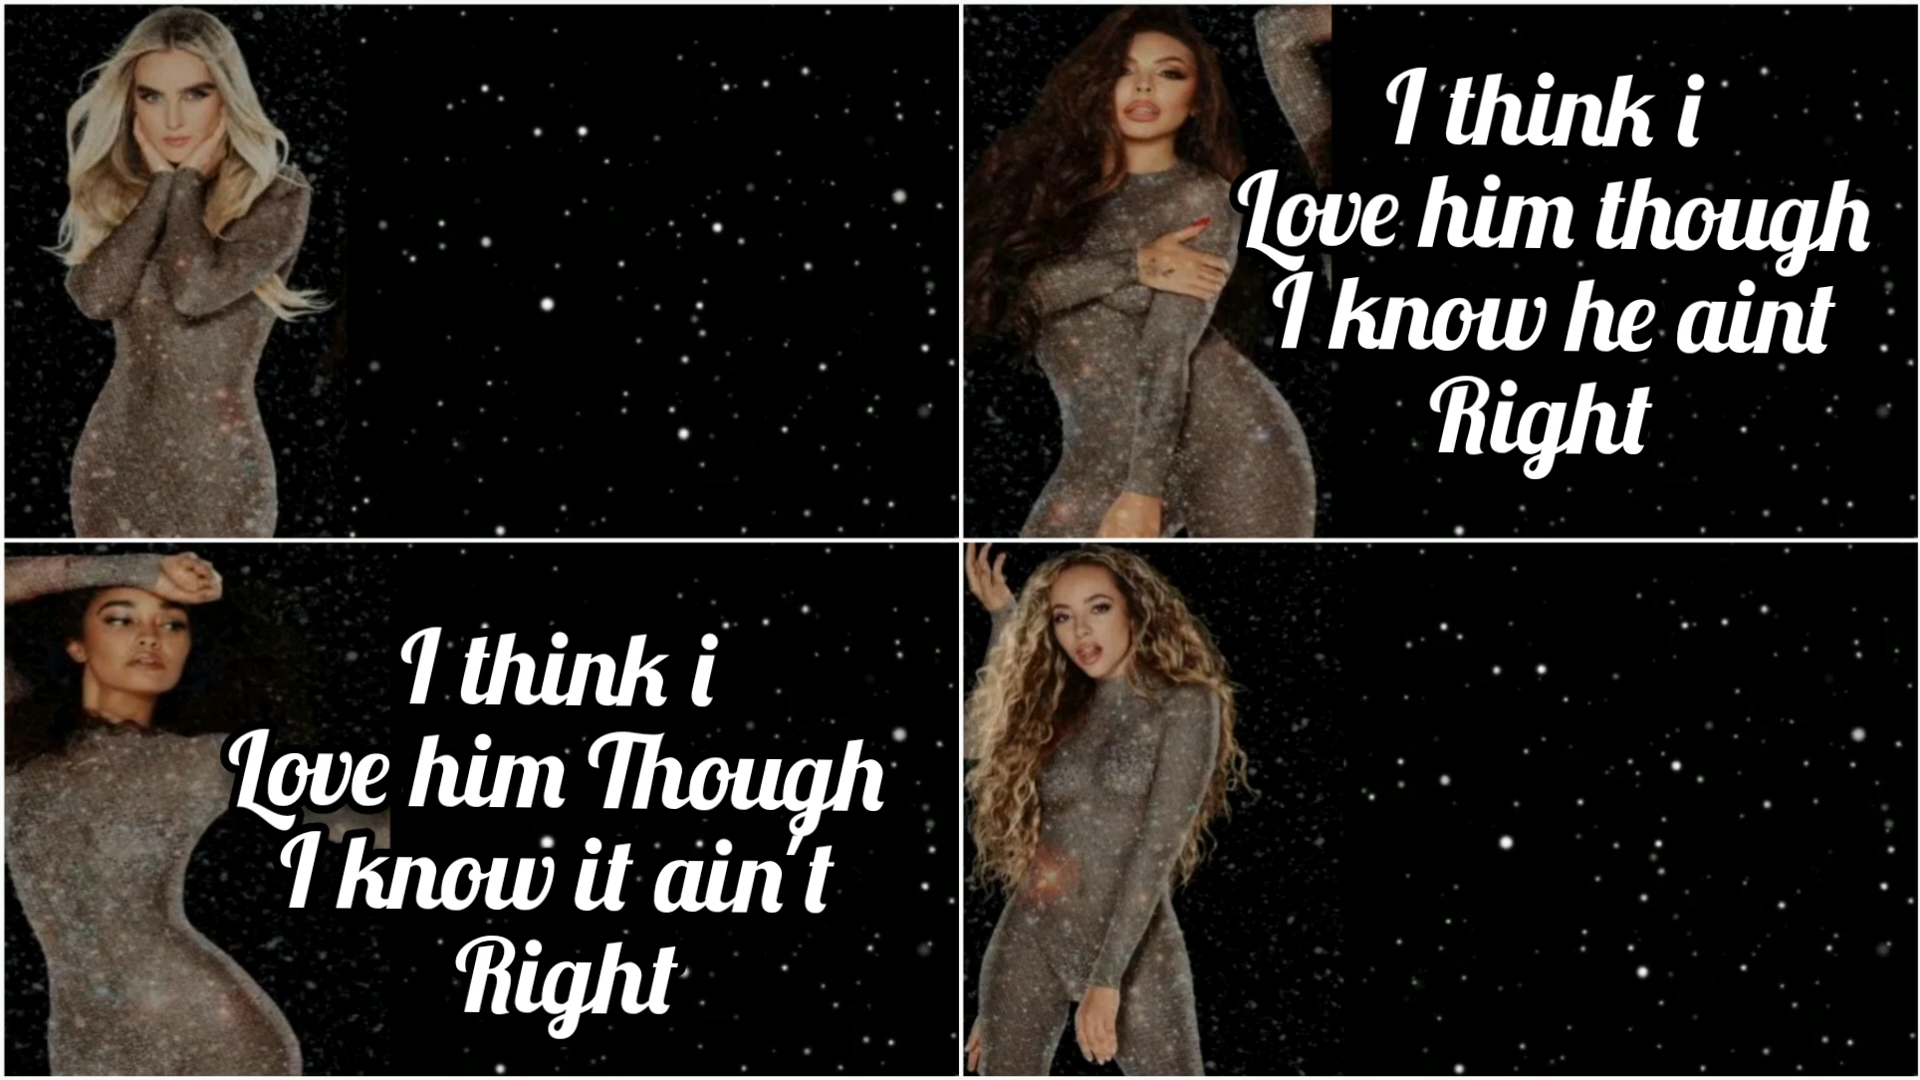 I think i
Love him though
I know he aint
Right
I think i
Love him Though
I know it ain't
Right